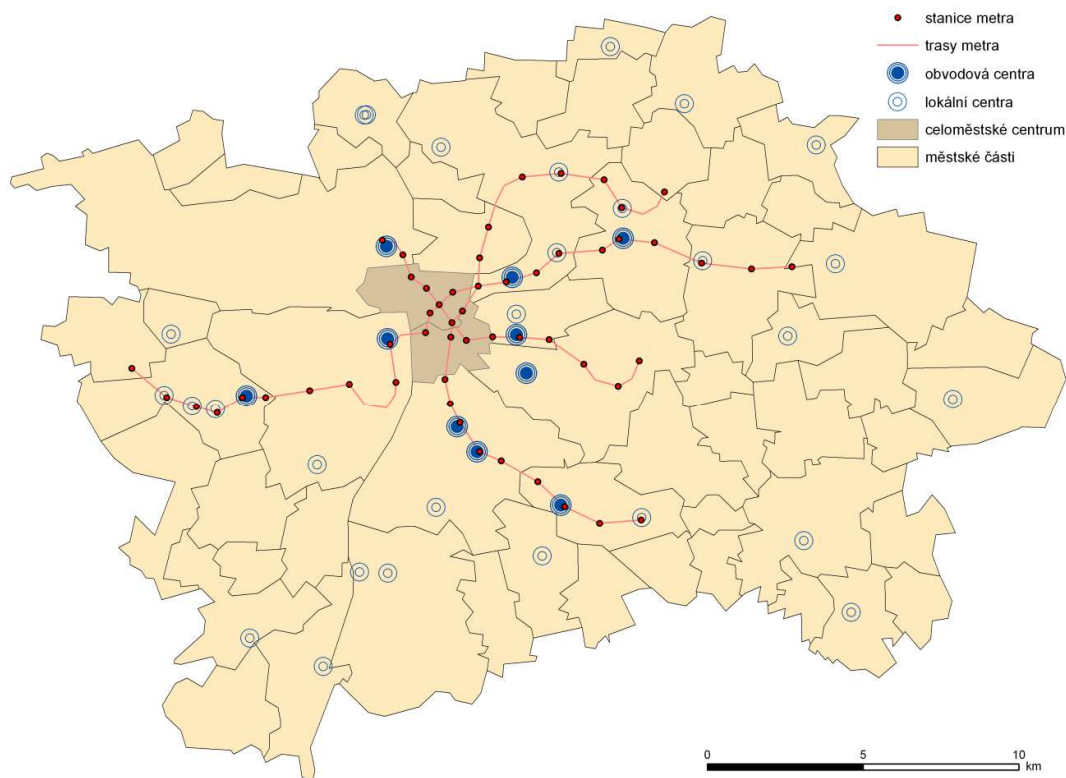 stanice metra
trasy metra
obvodová centra
lokální centra
celoměstské centrum
městské části
0 5 10
km